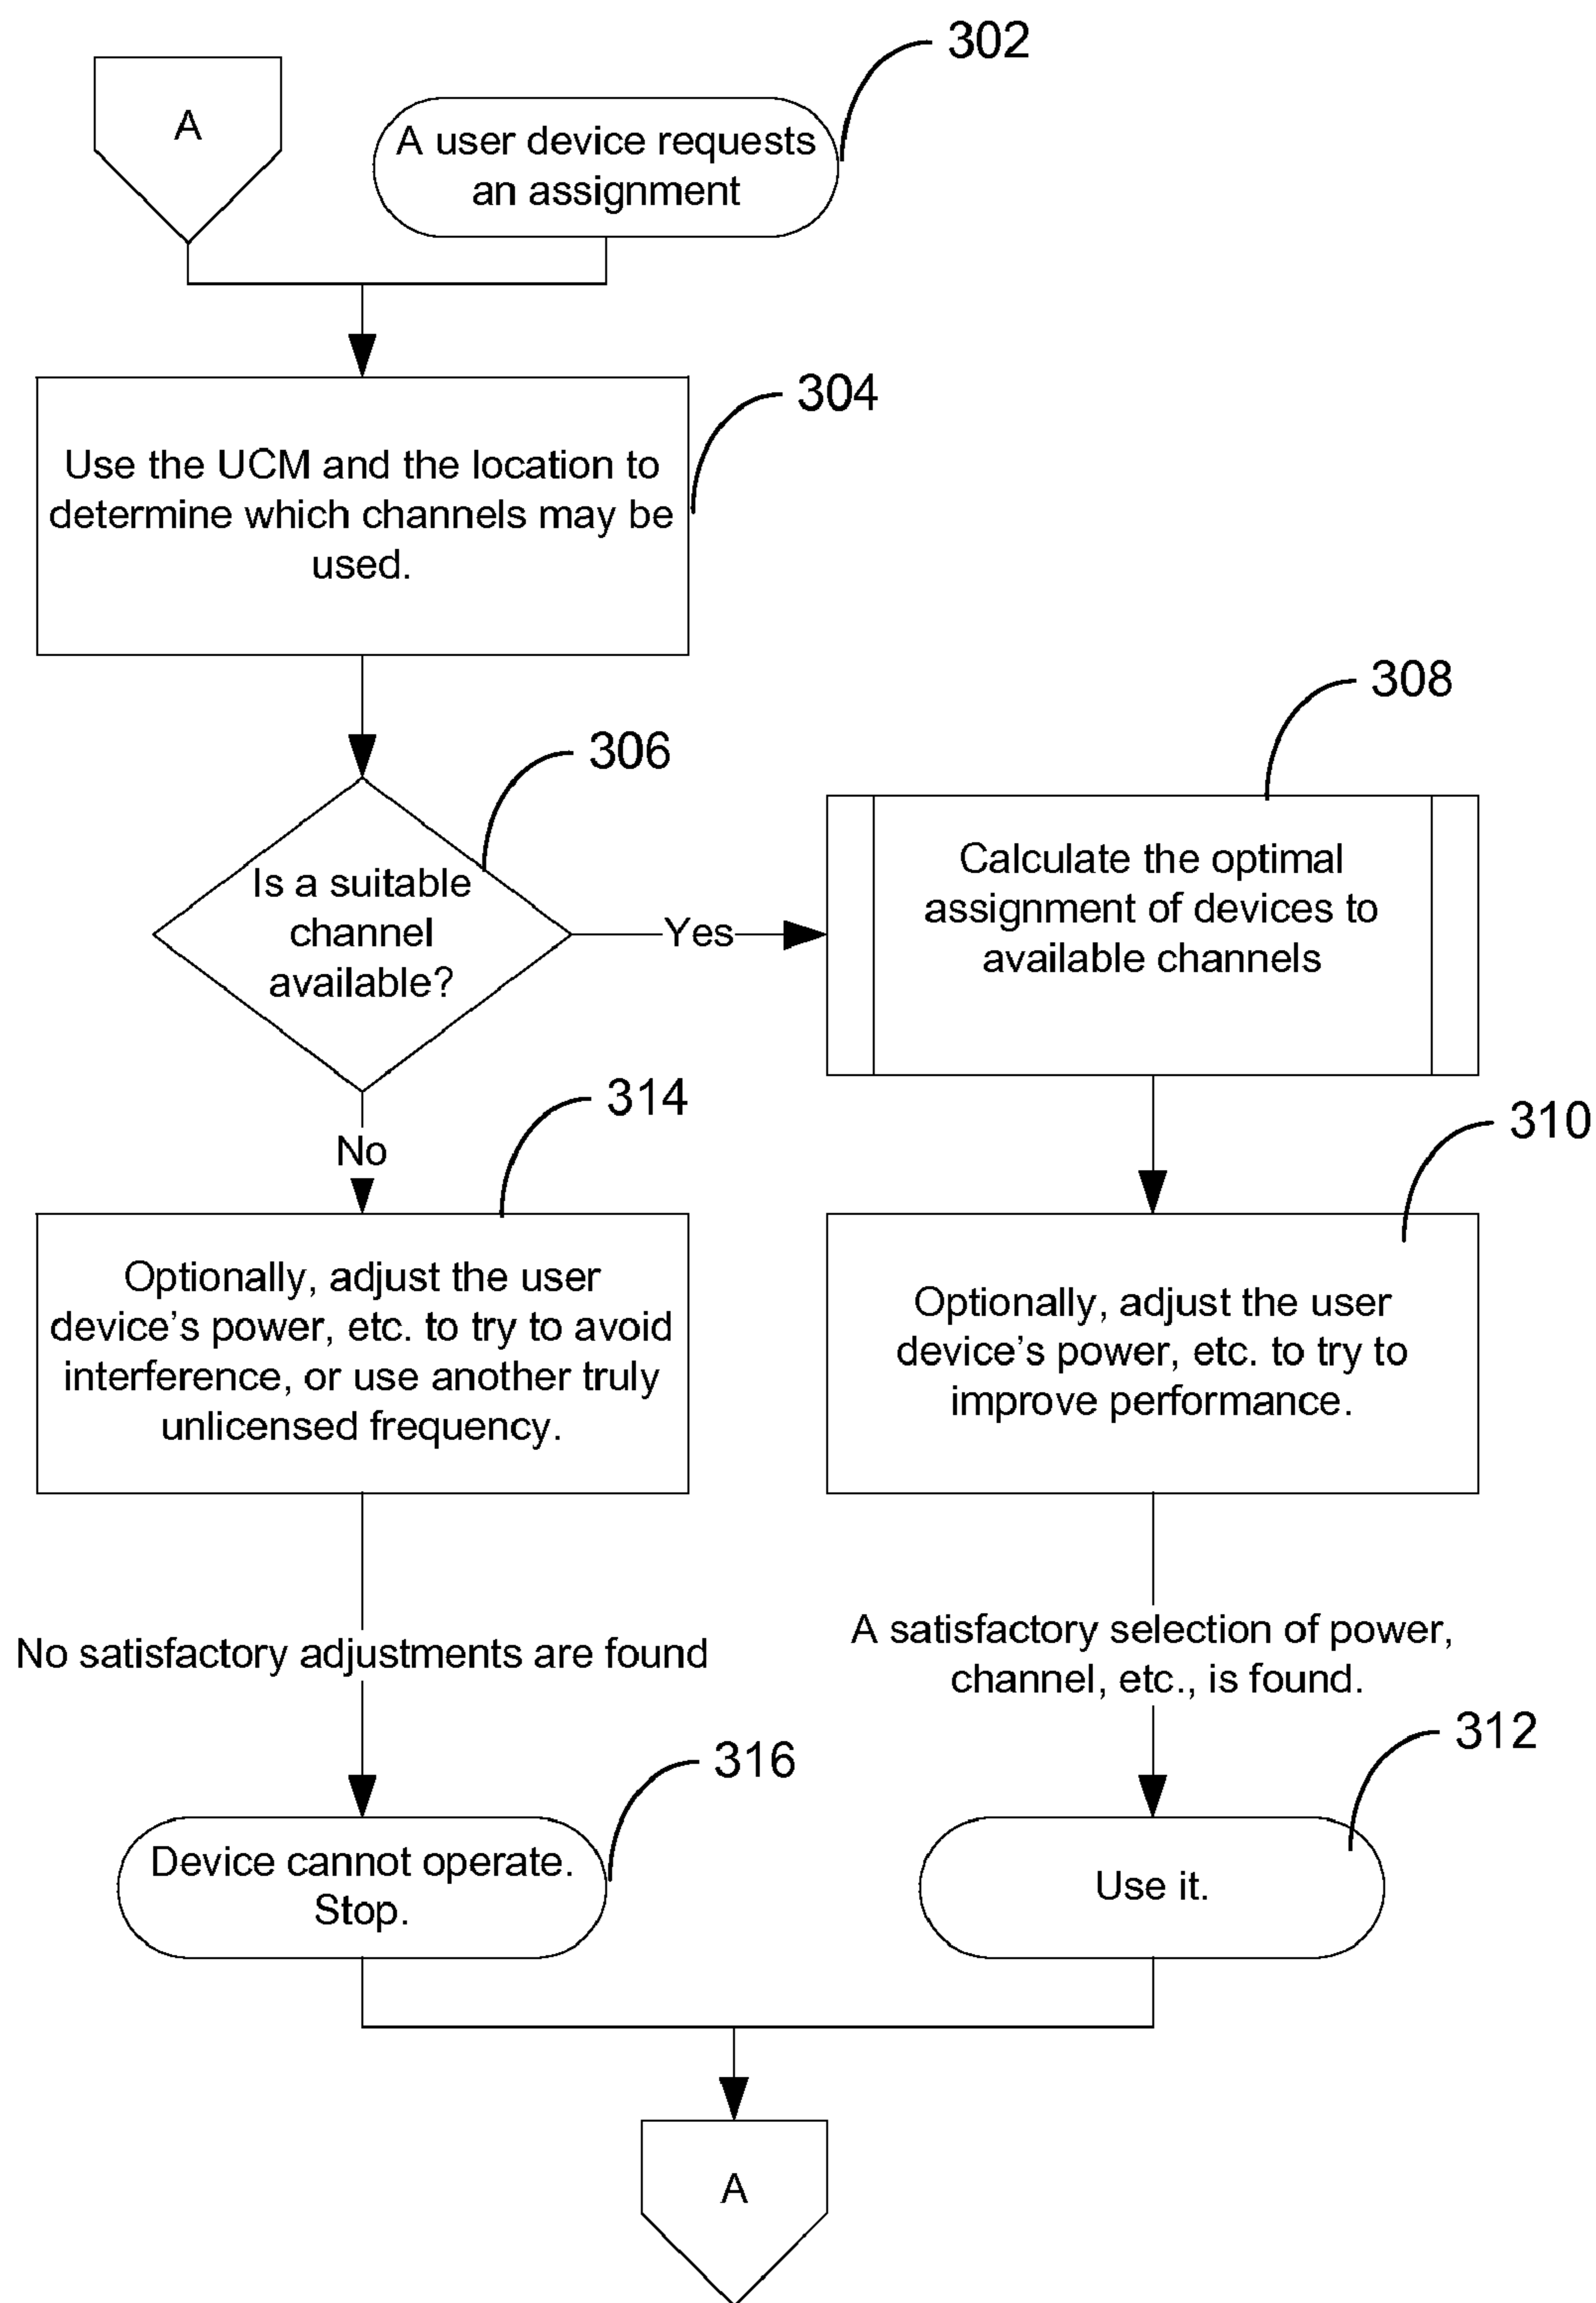 302
A
A user device requests
an assignment
304
Use the UCM and the location to
determine which channels may be
used.
308
306
Is a suitable
channel
available?
Yes
Calculate the optimal
assignment of devices to
available channels
314
310
No
Optionally, adjust the user
device's power, etc. to try to avoid
interference, or use another truly
unlicensed frequency.
Optionally, adjust the user
device's power, etc. to try to
improve performance.
No satisfactory adjustments are found
A satisfactory selection of power,
channel, etc., is found.
316
312
Device cannot operate.
Stop.
Use it.
A